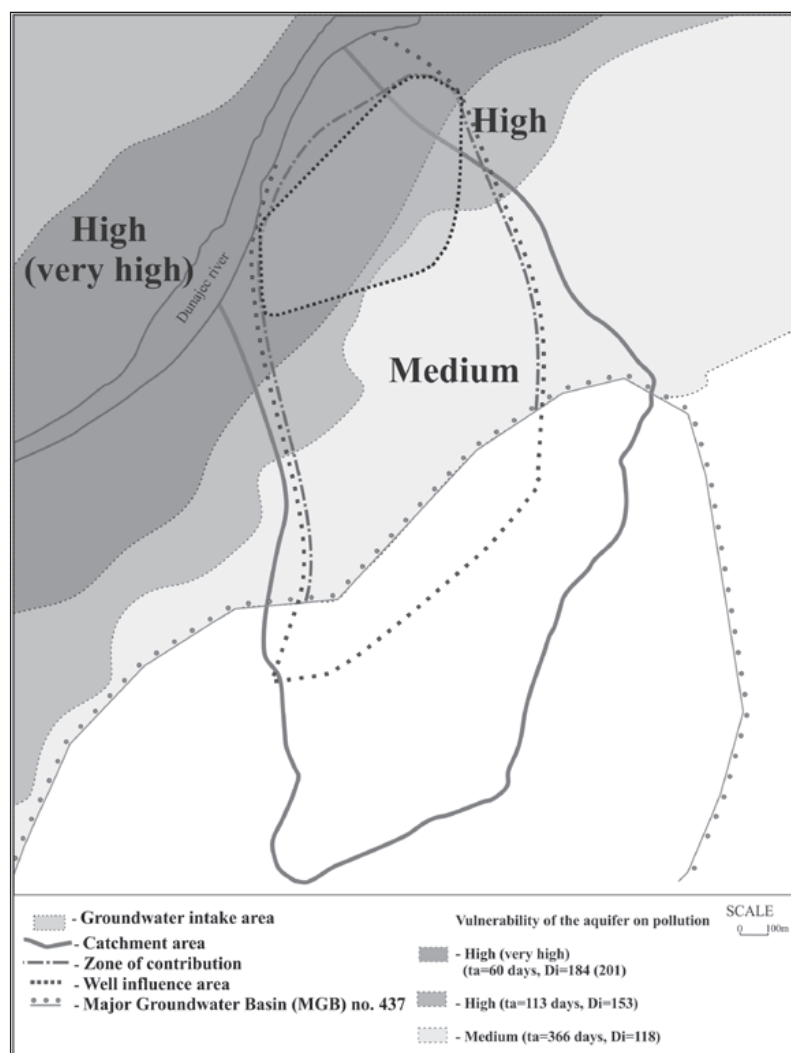 High
High
(very high)
Dunajec river
Medium
- Groundwater intake area
- Catchment area
- Zone of contribution
- Well influence area
- Major Groundwater Basin (MGB) no. 437
Vulnerability of the aquifer on pollution
- High (very high)
(ta=60 days, Di=184 (201)
- High (ta=113 days, Di=153)
- Medium (ta=366 days, Di=118)
SCALE
0 100m